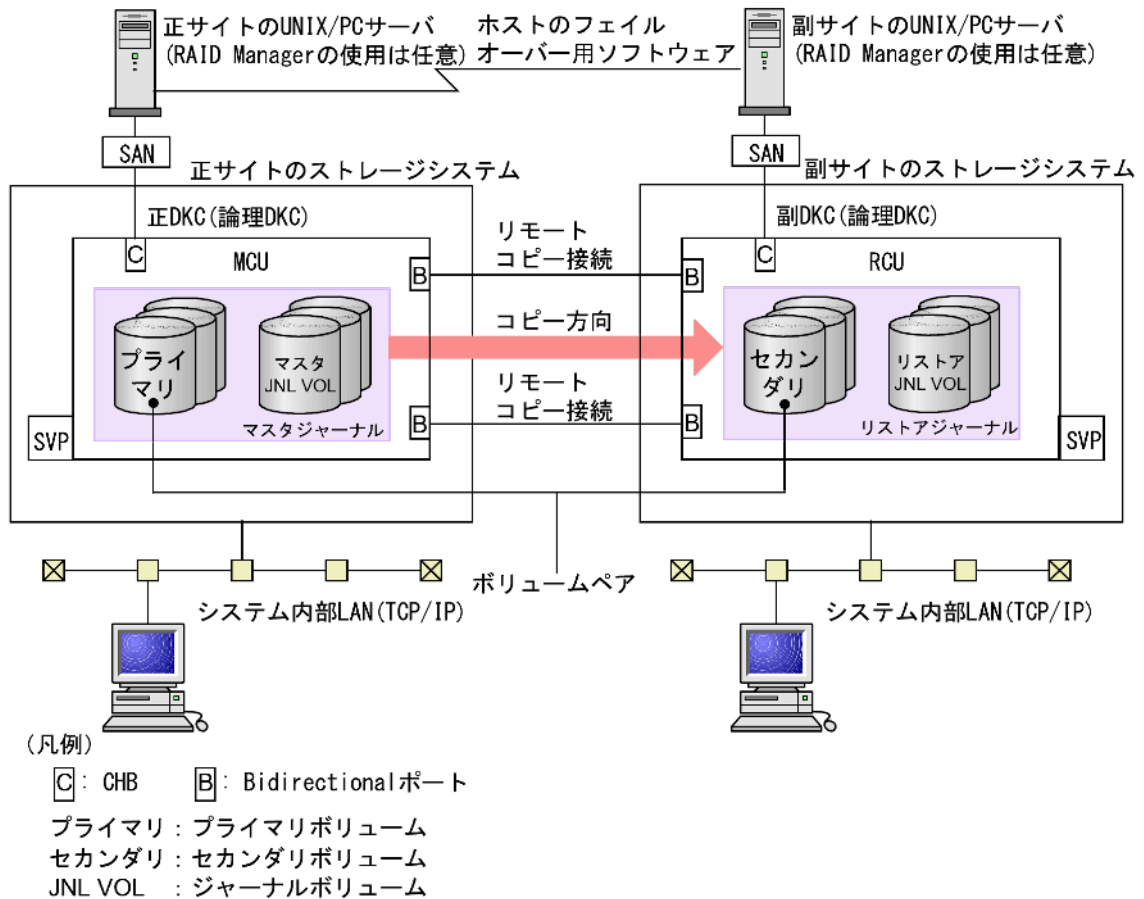 正サイトのUNIX/PCサーバ
(RAID Managerの使用は任意)
ホストのフェイル
オーバー用ソフトウェア
副サイトのUNIX/PCサーバ
(RAID Managerの使用は任意)
SAN
SAN
正サイトのストレージシステム
副サイトのストレージシステム
正DKC(論理DKC)
副DKC(論理DKC)
リモート
コピー接続
C
MCU
B
B
C
RCU
コピー方向
プライ
マリ
マスタ
JNL VOL
セカン
ダリ
リストア
JNL VOL
リモート
コピー接続
マスタジャーナル
リストアジャーナル
B
B
SVP
SVP
ボリュームペア
システム内部LAN(TCP/IP)
システム内部LAN(TCP/IP)
(凡例)
C: CHB B: Bidirectionalポート
プライマリ:プライマリボリューム
セカンダリ:セカンダリボリューム
JNL VOL :ジャーナルボリューム